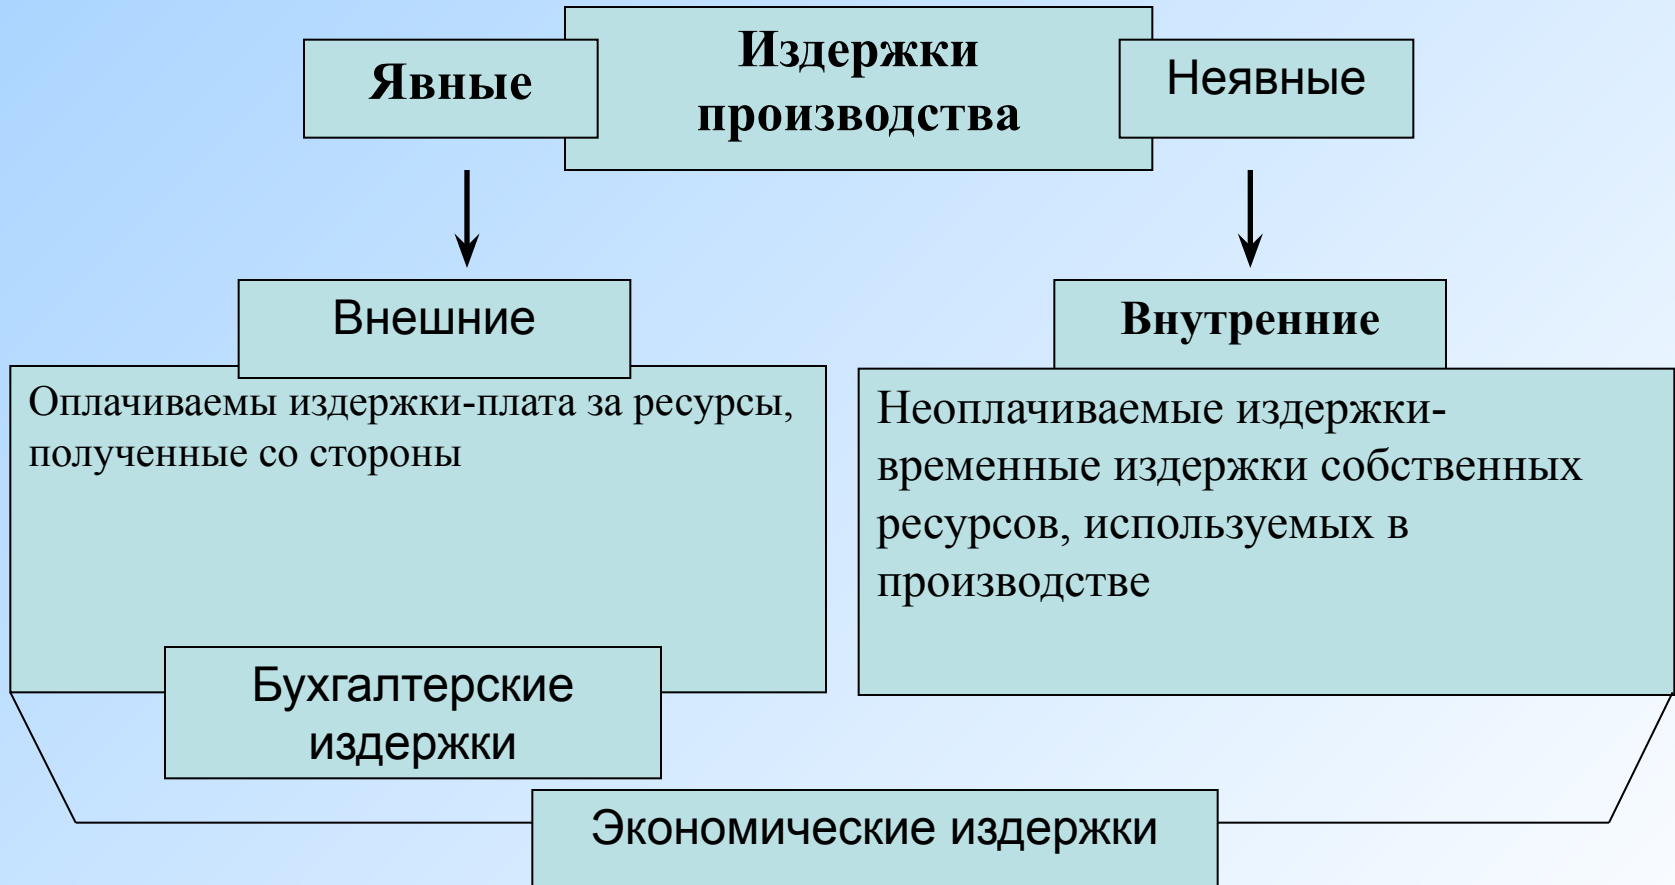 Издержки
производства
Явные
Неявные
Внешние
Внутренние
Оплачиваемы издержки-плата за ресурсы,
полученные со стороны
Неоплачиваемые издержки-
временные издержки собственных
ресурсов, используемых в
производстве
Бухгалтерские
издержки
Экономические издержки